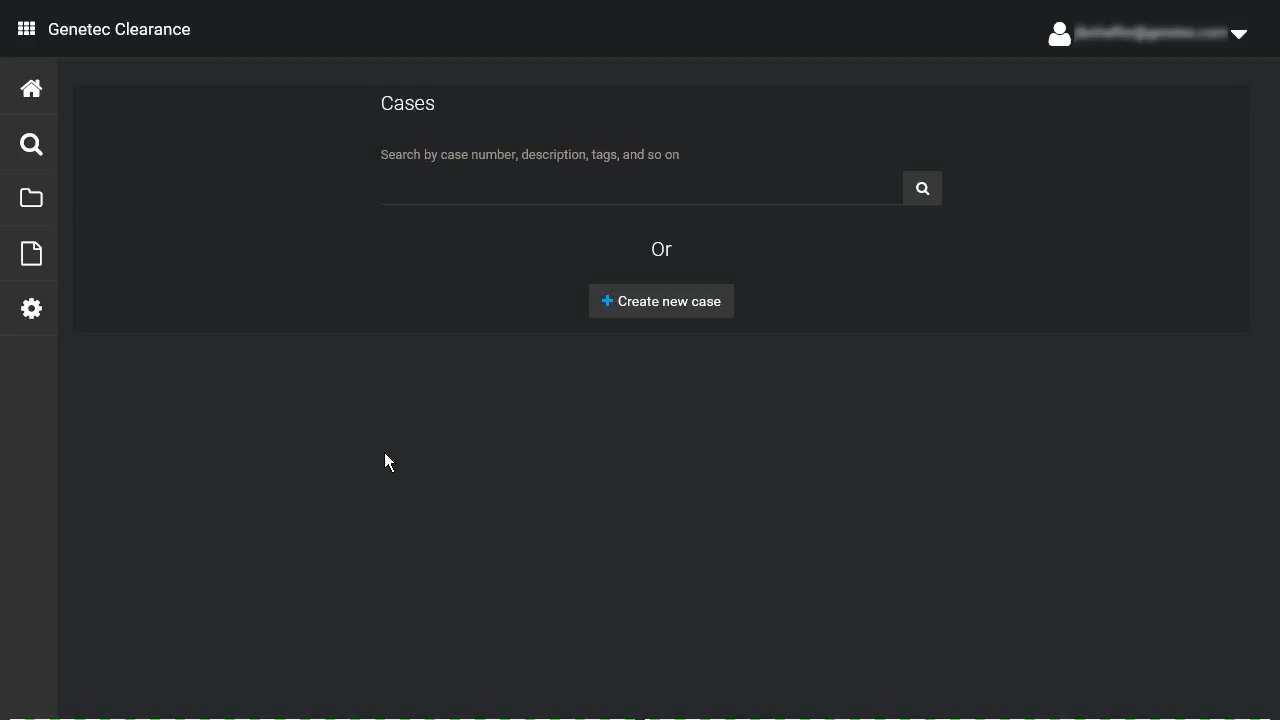 Genetec Clearance
Cases
Search by case number, description, tags, and so on
Or
Create new case